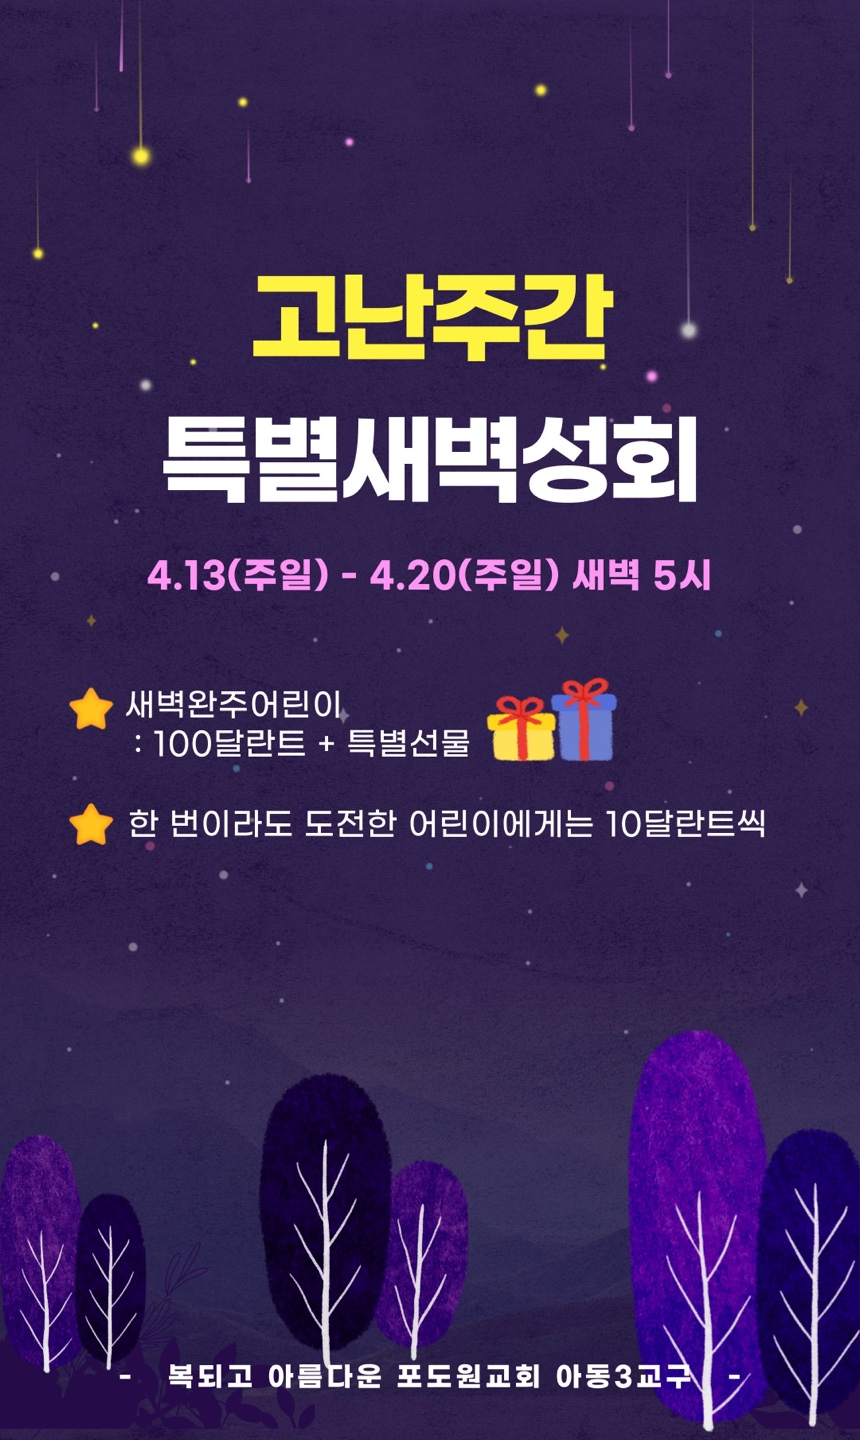 고난주간
특별새벽성회
4.13(주일) - 4.20(주일) 새벽 5시
새벽완주어린이
: 100달란트 + 특별선물
한 번이라도 도전한 어린이에게는 10달란트씩
- 복되고 아름다운 포도원교회 아동3교구 -